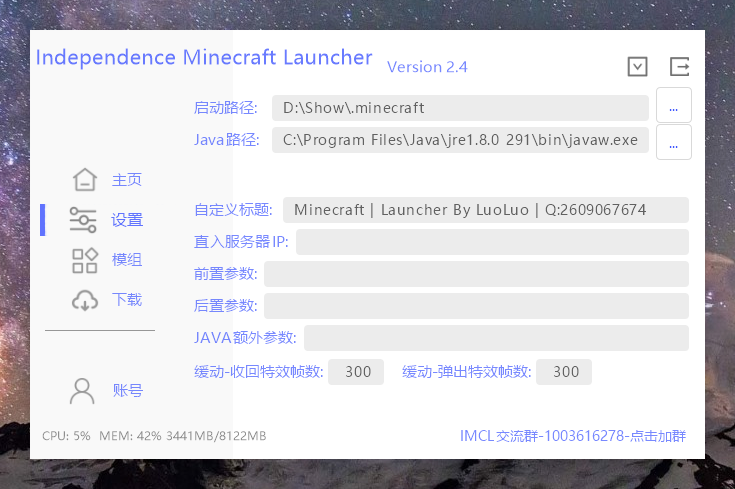 Independence Minecraft Launcher
Version 2.4
启动路径: D:\Show\.minecraft ...
Java路径: C:\Program Files\Java\jre1.8.0 291\bin\javaw.exe ...
主页
设置
模组
下载
账号
自定义标题: Minecraft | Launcher By LuoLuo | Q:2609067674
直入服务器IP:
前置参数:
后置参数:
JAVA额外参数:
缓动-收回特效帧数: 300 缓动-弹出特效帧数: 300
CPU: 5% MEM: 42% 3441MB/8122MB
IMCL交流群-1003616278-点击加群